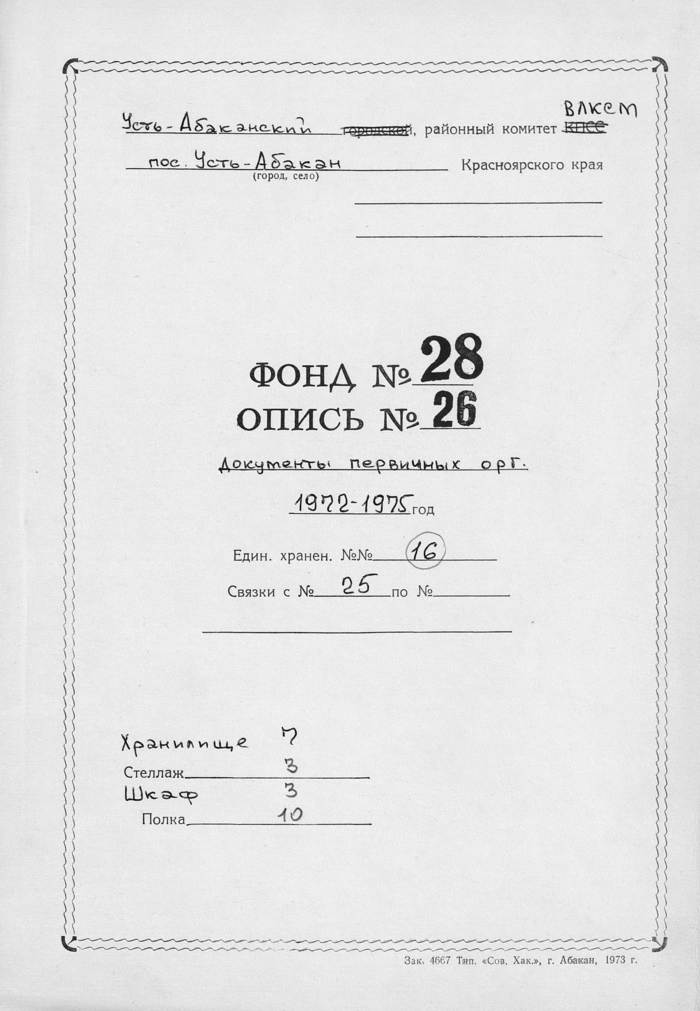 ВЛКСМ
Усть-Абаканский городской, районный комитет КПСС
пос. Усть-Абакан Красноярского края
(город, село)
ФОНД № 28
ОПИСЬ № 26
Документы первичных орг.
1972-1975 год
Един. хранен. №№ 16
Связки с № 25 по №
Хранилище 7
Стеллаж 3
Шкаф 3
Полка 10
Зак. 4667 Тип. «Сов. Хак.», г. Абакан, 1973 г.